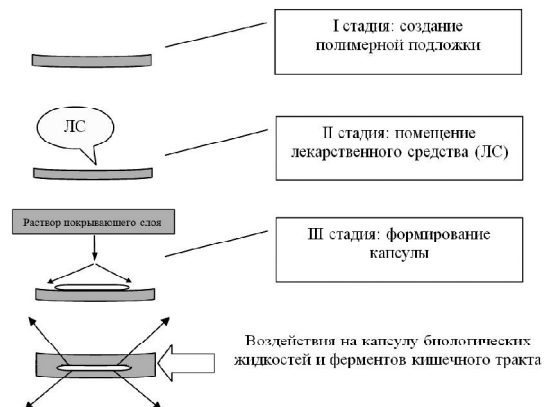 I стадия: создание
полимерной подложки
ЛС
II стадия: помещение
лекарственного средства (ЛС)
Раствор покрывающего слоя
III стадия: формирование
капсулы
Воздействия на капсулу биологических
жидкостей и ферментов кишечного тракта